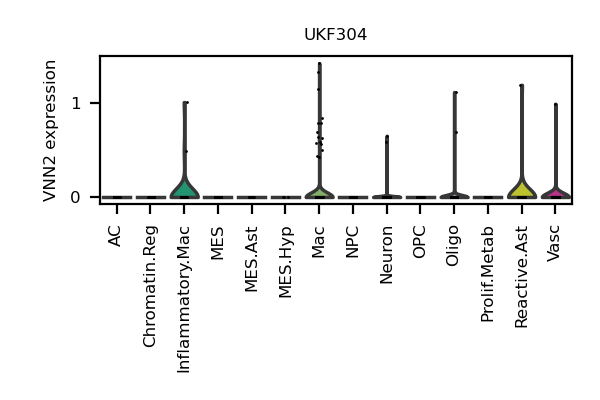 UKF304
VNN2 expression
1
0
AC
Chromatin.Reg
Inflammatory.Mac
MES
MES.Ast
MES.Hyp
Mac
NPC
Neuron
OPC
Oligo
Prolif.Metab
Reactive.Ast
Vasc